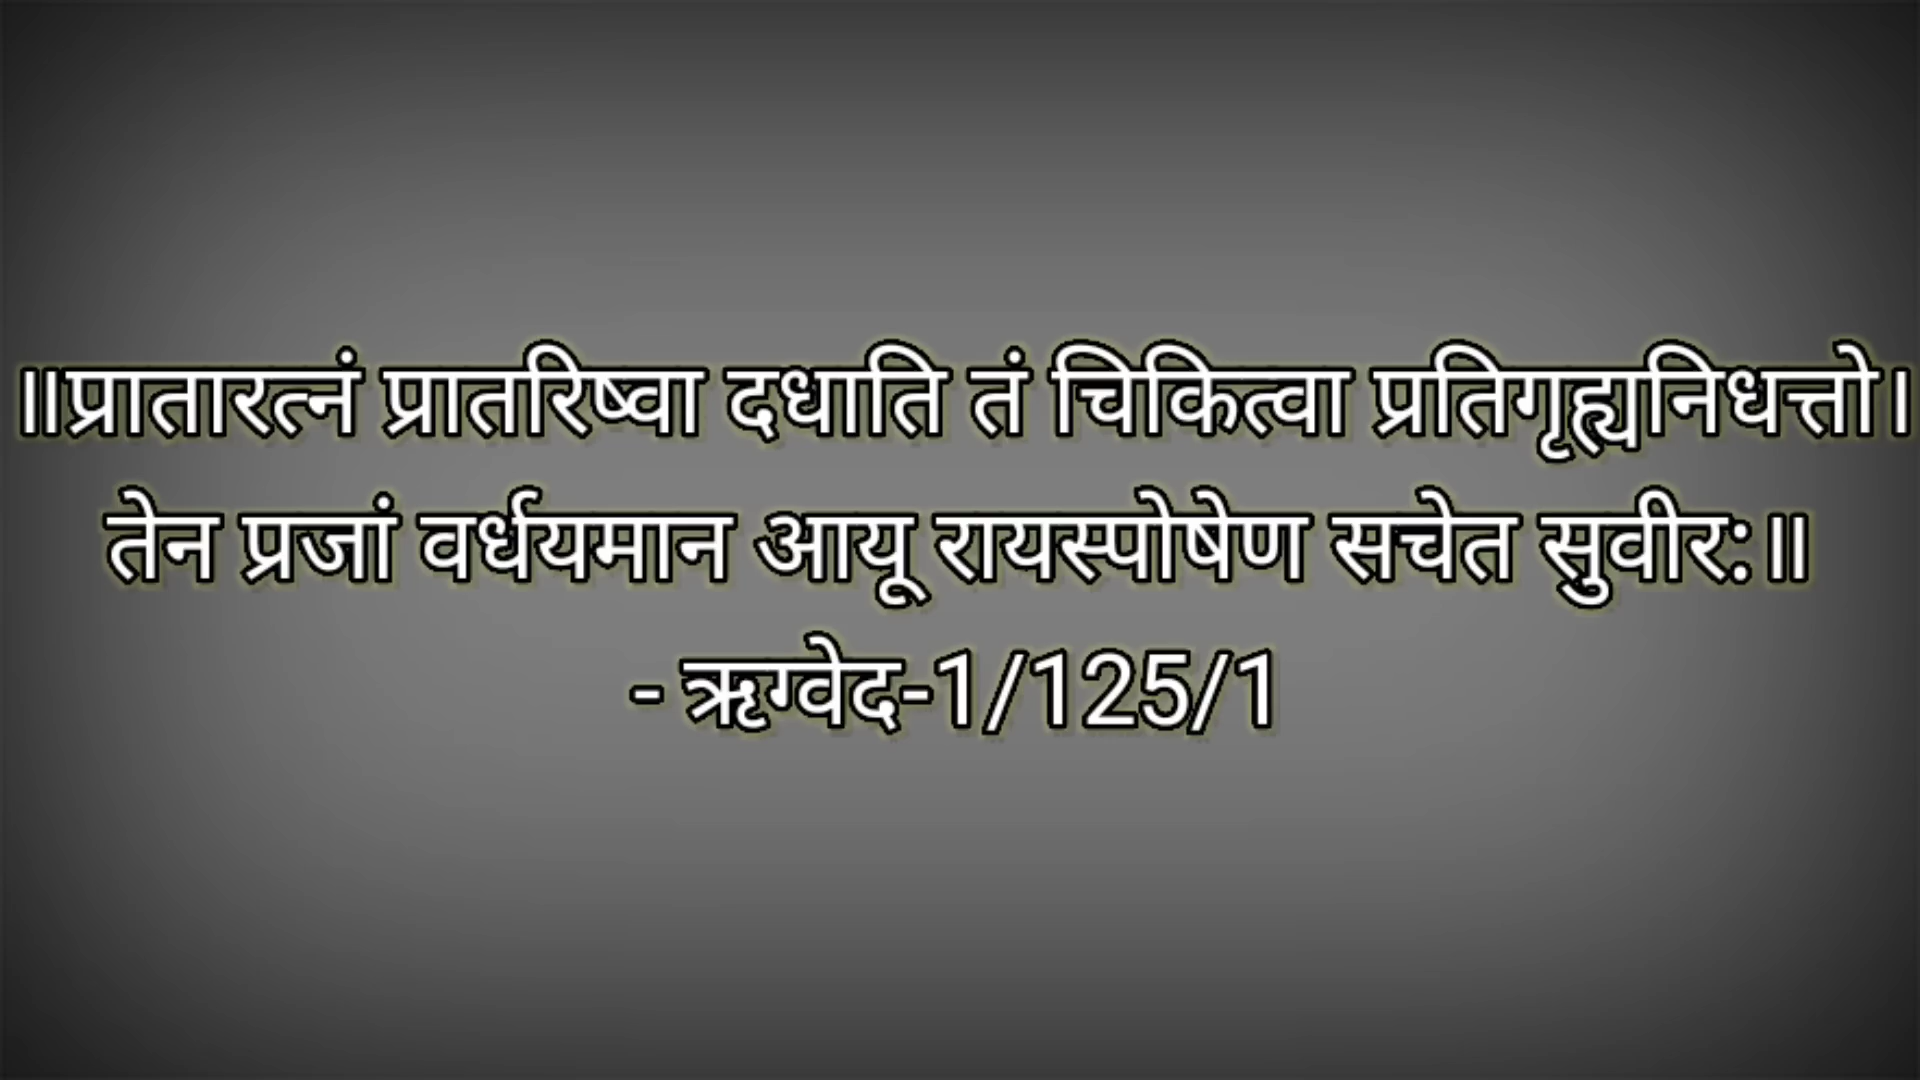 ॥प्रातारत्नं प्रातरिष्वा दधाति तं चिकित्वा प्रतिगृह्यनिधत्तो।
तेन प्रजां वर्धयमान आयू रायस्पोषेण सचेत सुवीर:॥
- ऋग्वेद-1/125/1